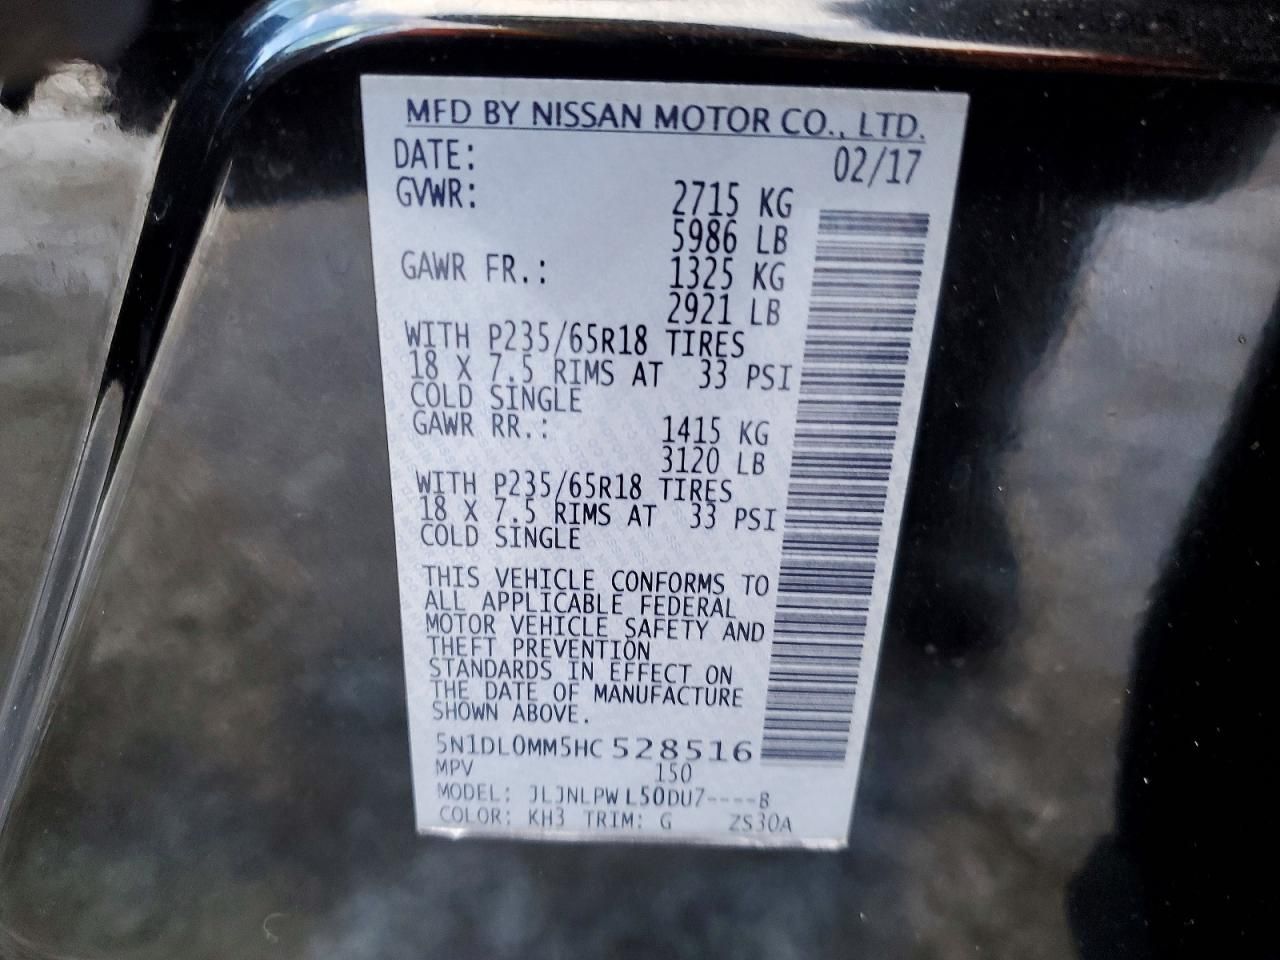 MFD BY NISSAN MOTOR CO., LTD.
DATE: 02/17
GVWR: 2715 KG
5986 LB
GAWR FR.: 1325 KG
2921 LB
WITH P235/65R18 TIRES
18 X 7.5 RIMS AT 33 PSI
COLD SINGLE
GAWR RR.: 1415 KG
3120 LB
WITH P235/65R18 TIRES
18 X 7.5 RIMS AT 33 PSI
COLD SINGLE
THIS VEHICLE CONFORMS TO
ALL APPLICABLE FEDERAL
MOTOR VEHICLE SAFETY AND
THEFT PREVENTION
STANDARDS IN EFFECT ON
THE DATE OF MANUFACTURE
SHOWN ABOVE.
5N1DL0MM5HC 528516
MPV 150
MODEL: JLJNLPW L50DU7----B
COLOR: KH3 TRIM: G ZS30A